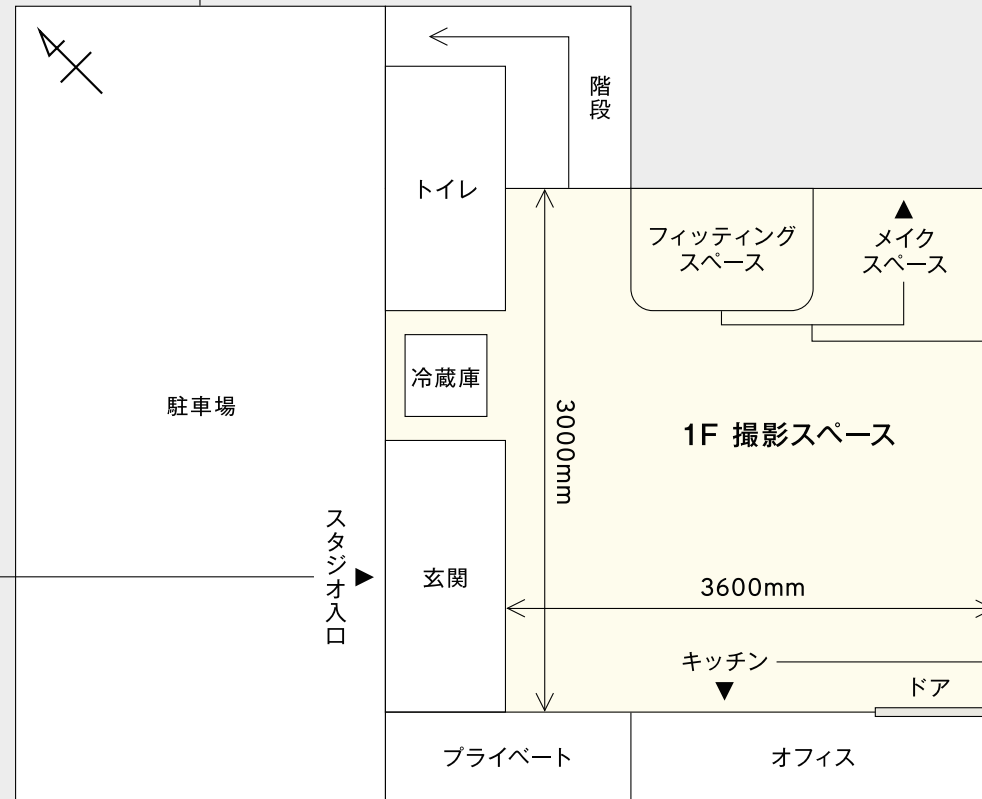 階段
トイレ
フィッティング
スペース
▲
メイク
スペース
冷蔵庫
駐車場
3000mm
1F 撮影スペース
スタジオ入口
▶
玄関
3600mm
キッチン
▼
ドア
プライベート
オフィス